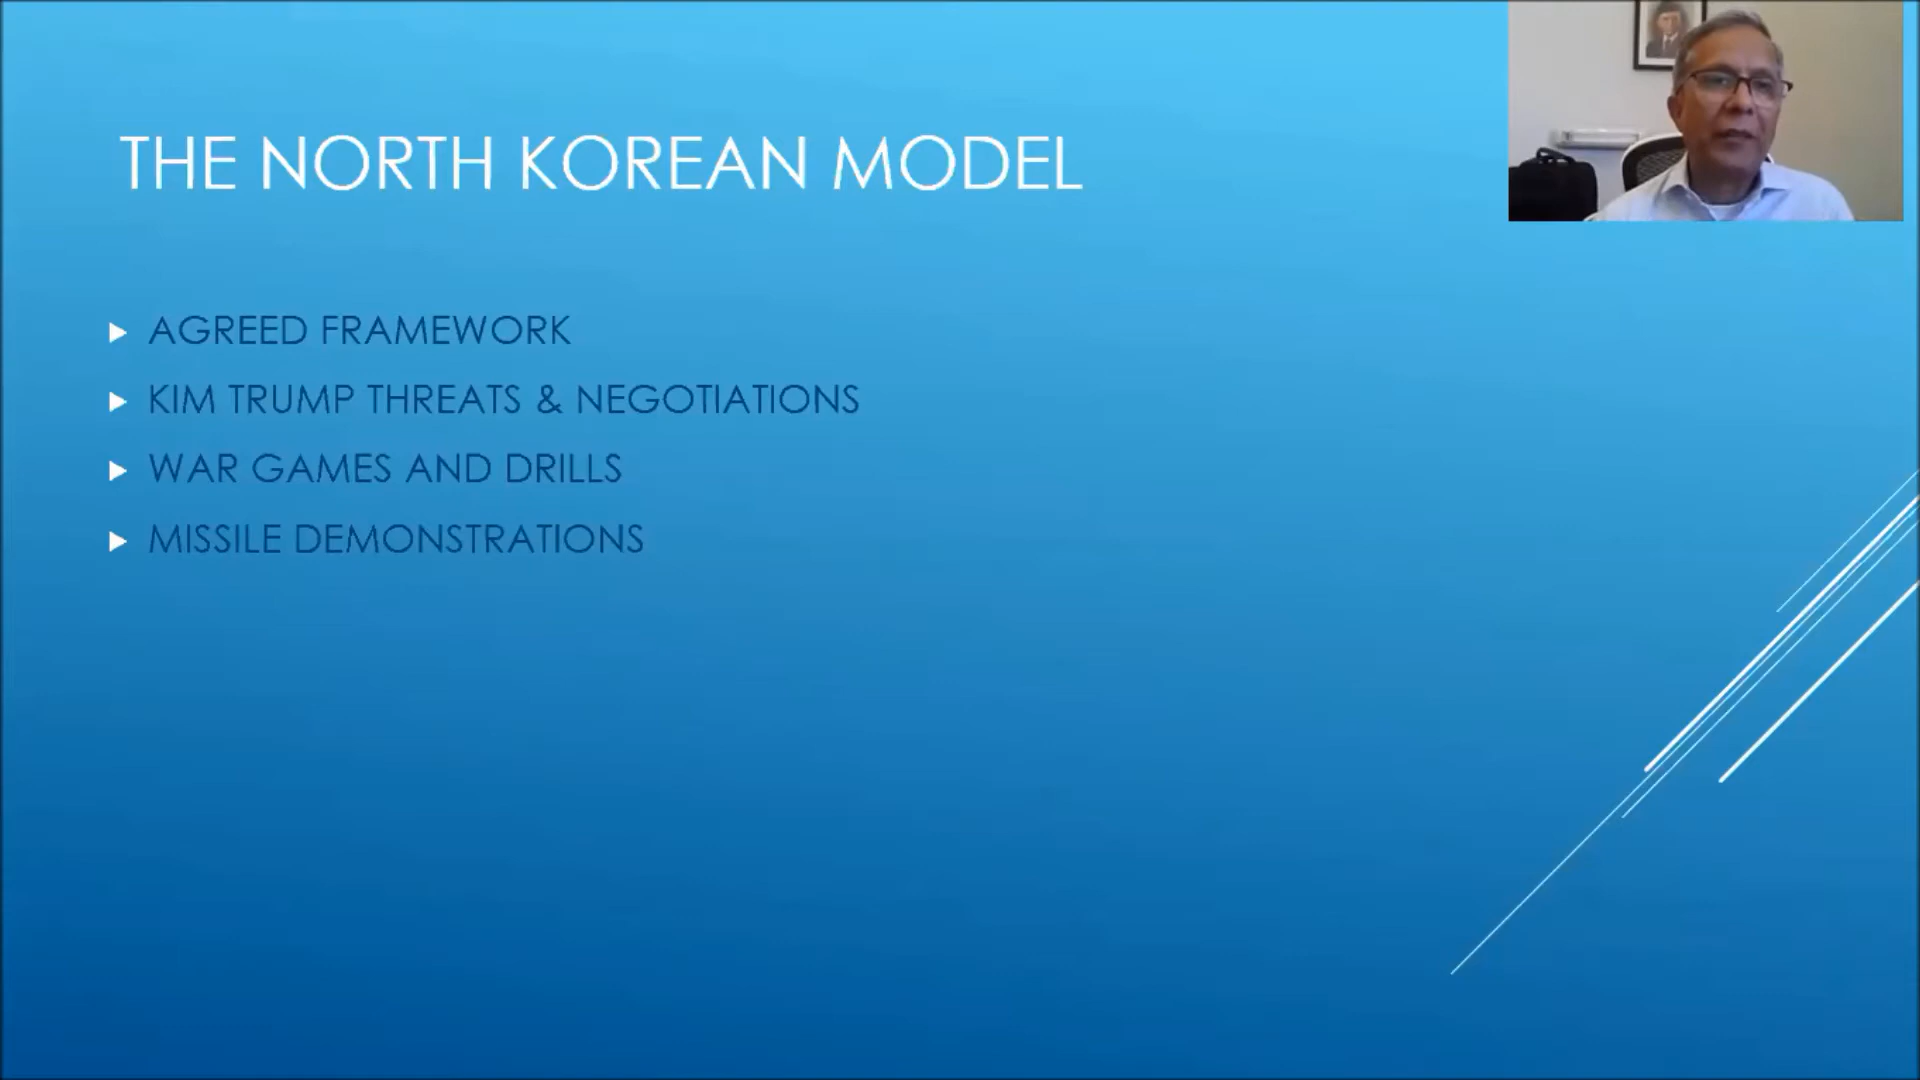 THE NORTH KOREAN MODEL
AGREED FRAMEWORK
KIM TRUMP THREATS & NEGOTIATIONS
WAR GAMES AND DRILLS
MISSILE DEMONSTRATIONS